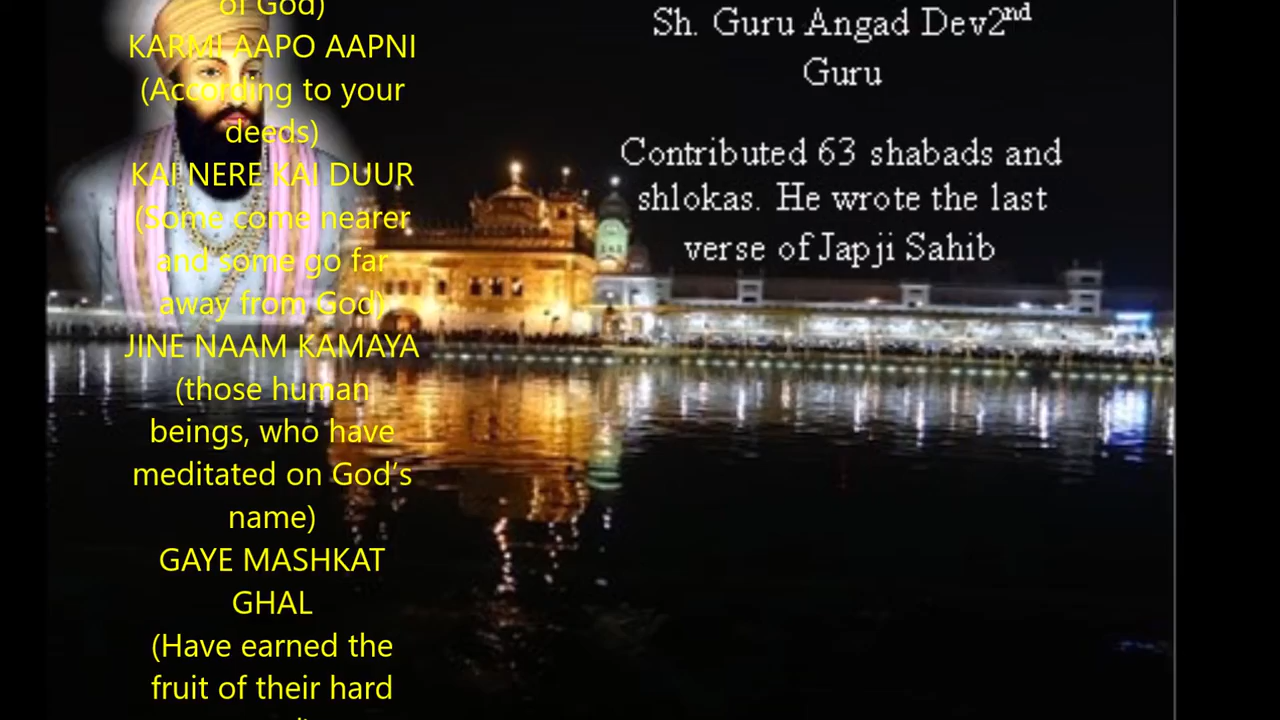 of God)
KARMI AAPO AAPNI
(According to your
deeds)
KAI NERE KAI DUUR
(Some come nearer
and some go far
away from God)
JINE NAAM KAMAYA
(those human
beings, who have
meditated on God‘s
name)
GAYE MASHKAT
GHAL
(Have earned the
fruit of their hard
Sh. Guru Angad Dev2nd
Guru
Contributed 63 shabads and
shlokas. He wrote the last
verse of Japji Sahib